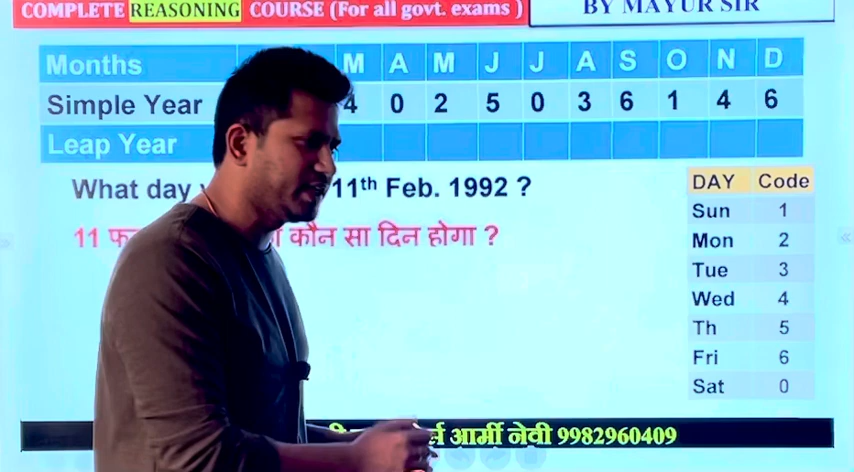 COMPLETE REASONING COURSE (For all govt. exams )
BY MAYUR SIR
Months M A M J J A S O N D
Simple Year 4 0 2 5 0 3 6 1 4 6
Leap Year
What day 11th Feb. 1992 ?
11 कौन सा दिन होगा ?
DAY Code
Sun 1
Mon 2
Tue 3
Wed 4
Th 5
Fri 6
Sat 0
आर्मी नेवी 9982960409